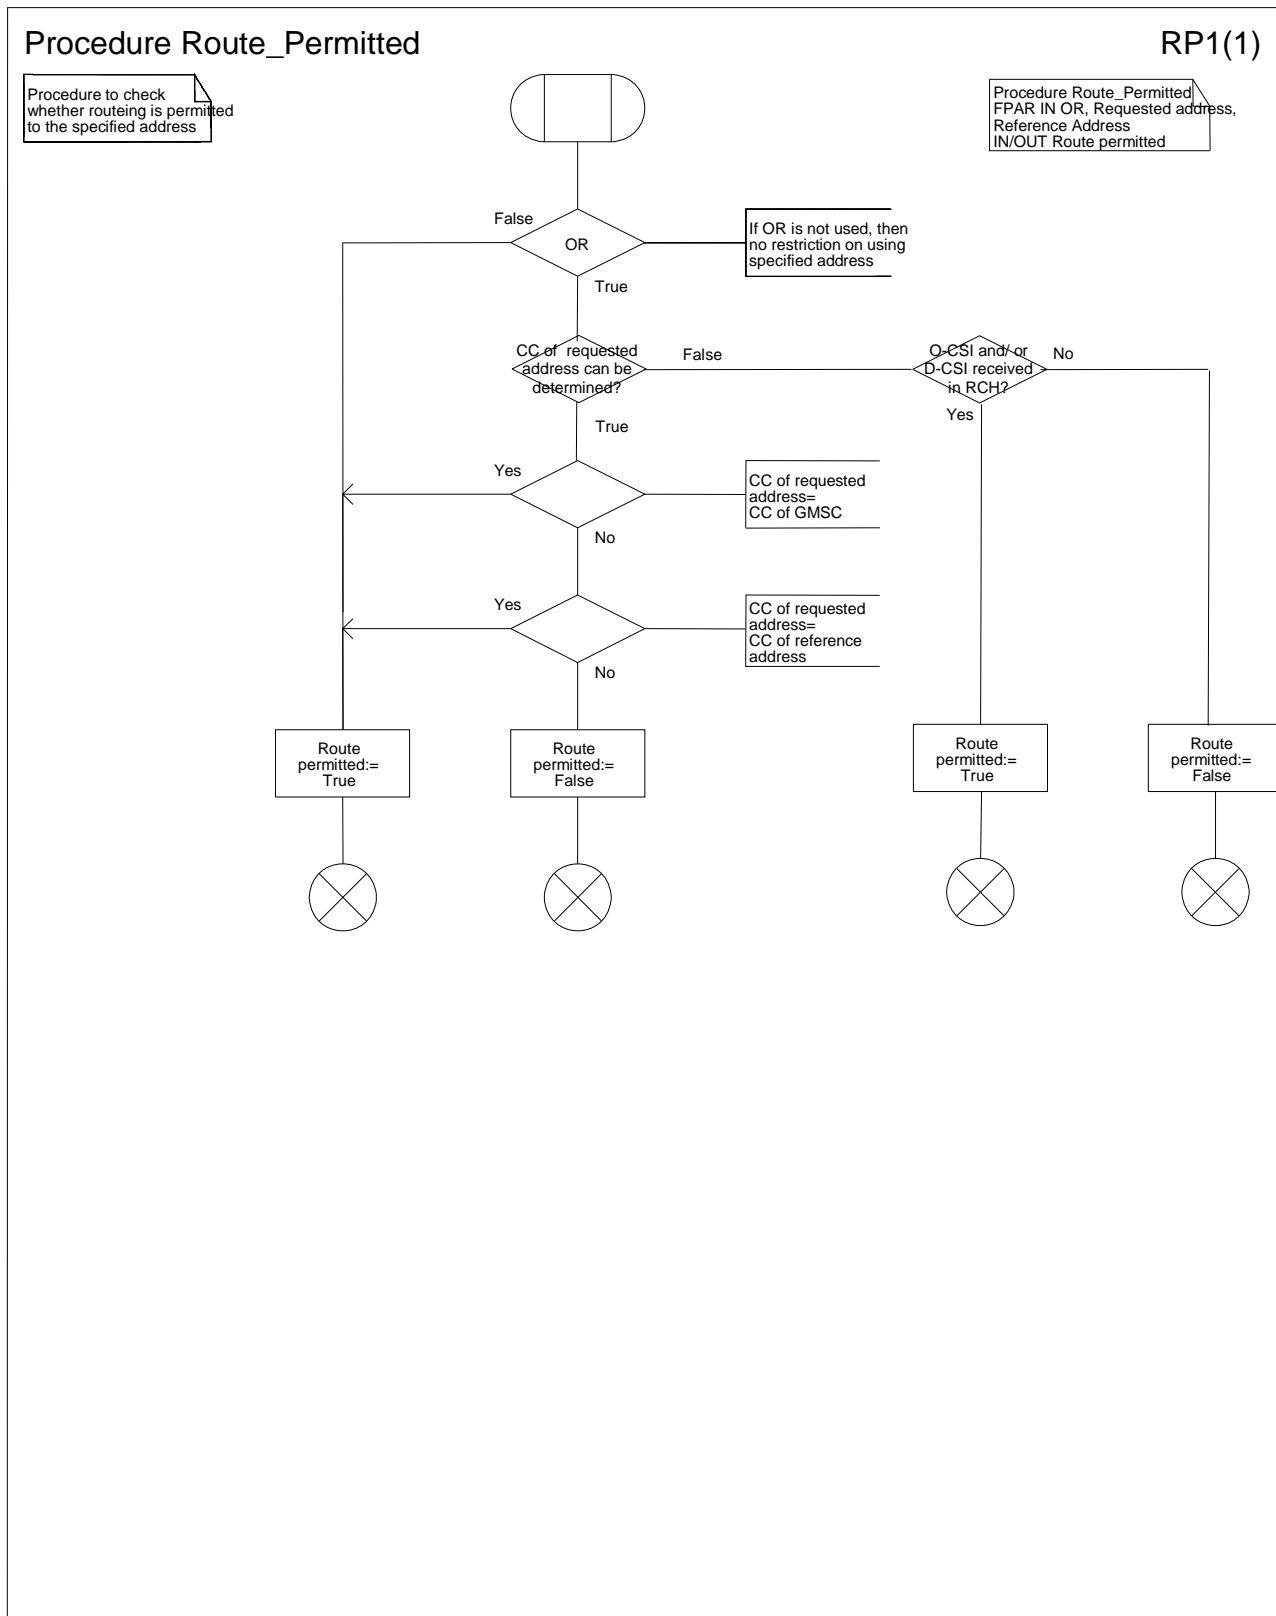 Procedure Route_Permitted
RP1(1)
Procedure to check
whether routeing is permitted
to the specified address
Procedure Route_Permitted
FPAR IN OR, Requested address,
Reference Address
IN/OUT Route permitted
False
OR
If OR is not used, then
no restriction on using
specified address
True
CC of requested
address can be
determined?
False
O-CSI and/ or
D-CSI received
in RCH?
No
Yes
True
Yes
CC of requested
address=
CC of GMSC
No
Yes
CC of requested
address=
CC of reference
address
No
Route
permitted:=
True
Route
permitted:=
False
Route
permitted:=
True
Route
permitted:=
False